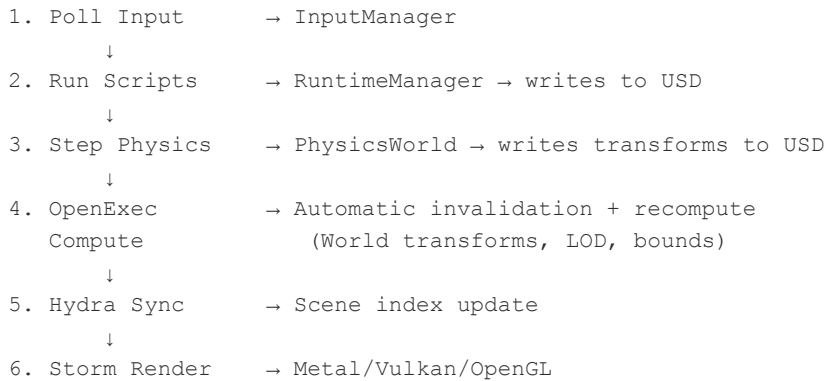 1. Poll Input → InputManager
↓
2. Run Scripts → RuntimeManager → writes to USD
↓
3. Step Physics → PhysicsWorld → writes transforms to USD
↓
4. OpenExec → Automatic invalidation + recompute
Compute (World transforms, LOD, bounds)
↓
5. Hydra Sync → Scene index update
↓
6. Storm Render → Metal/Vulkan/OpenGL